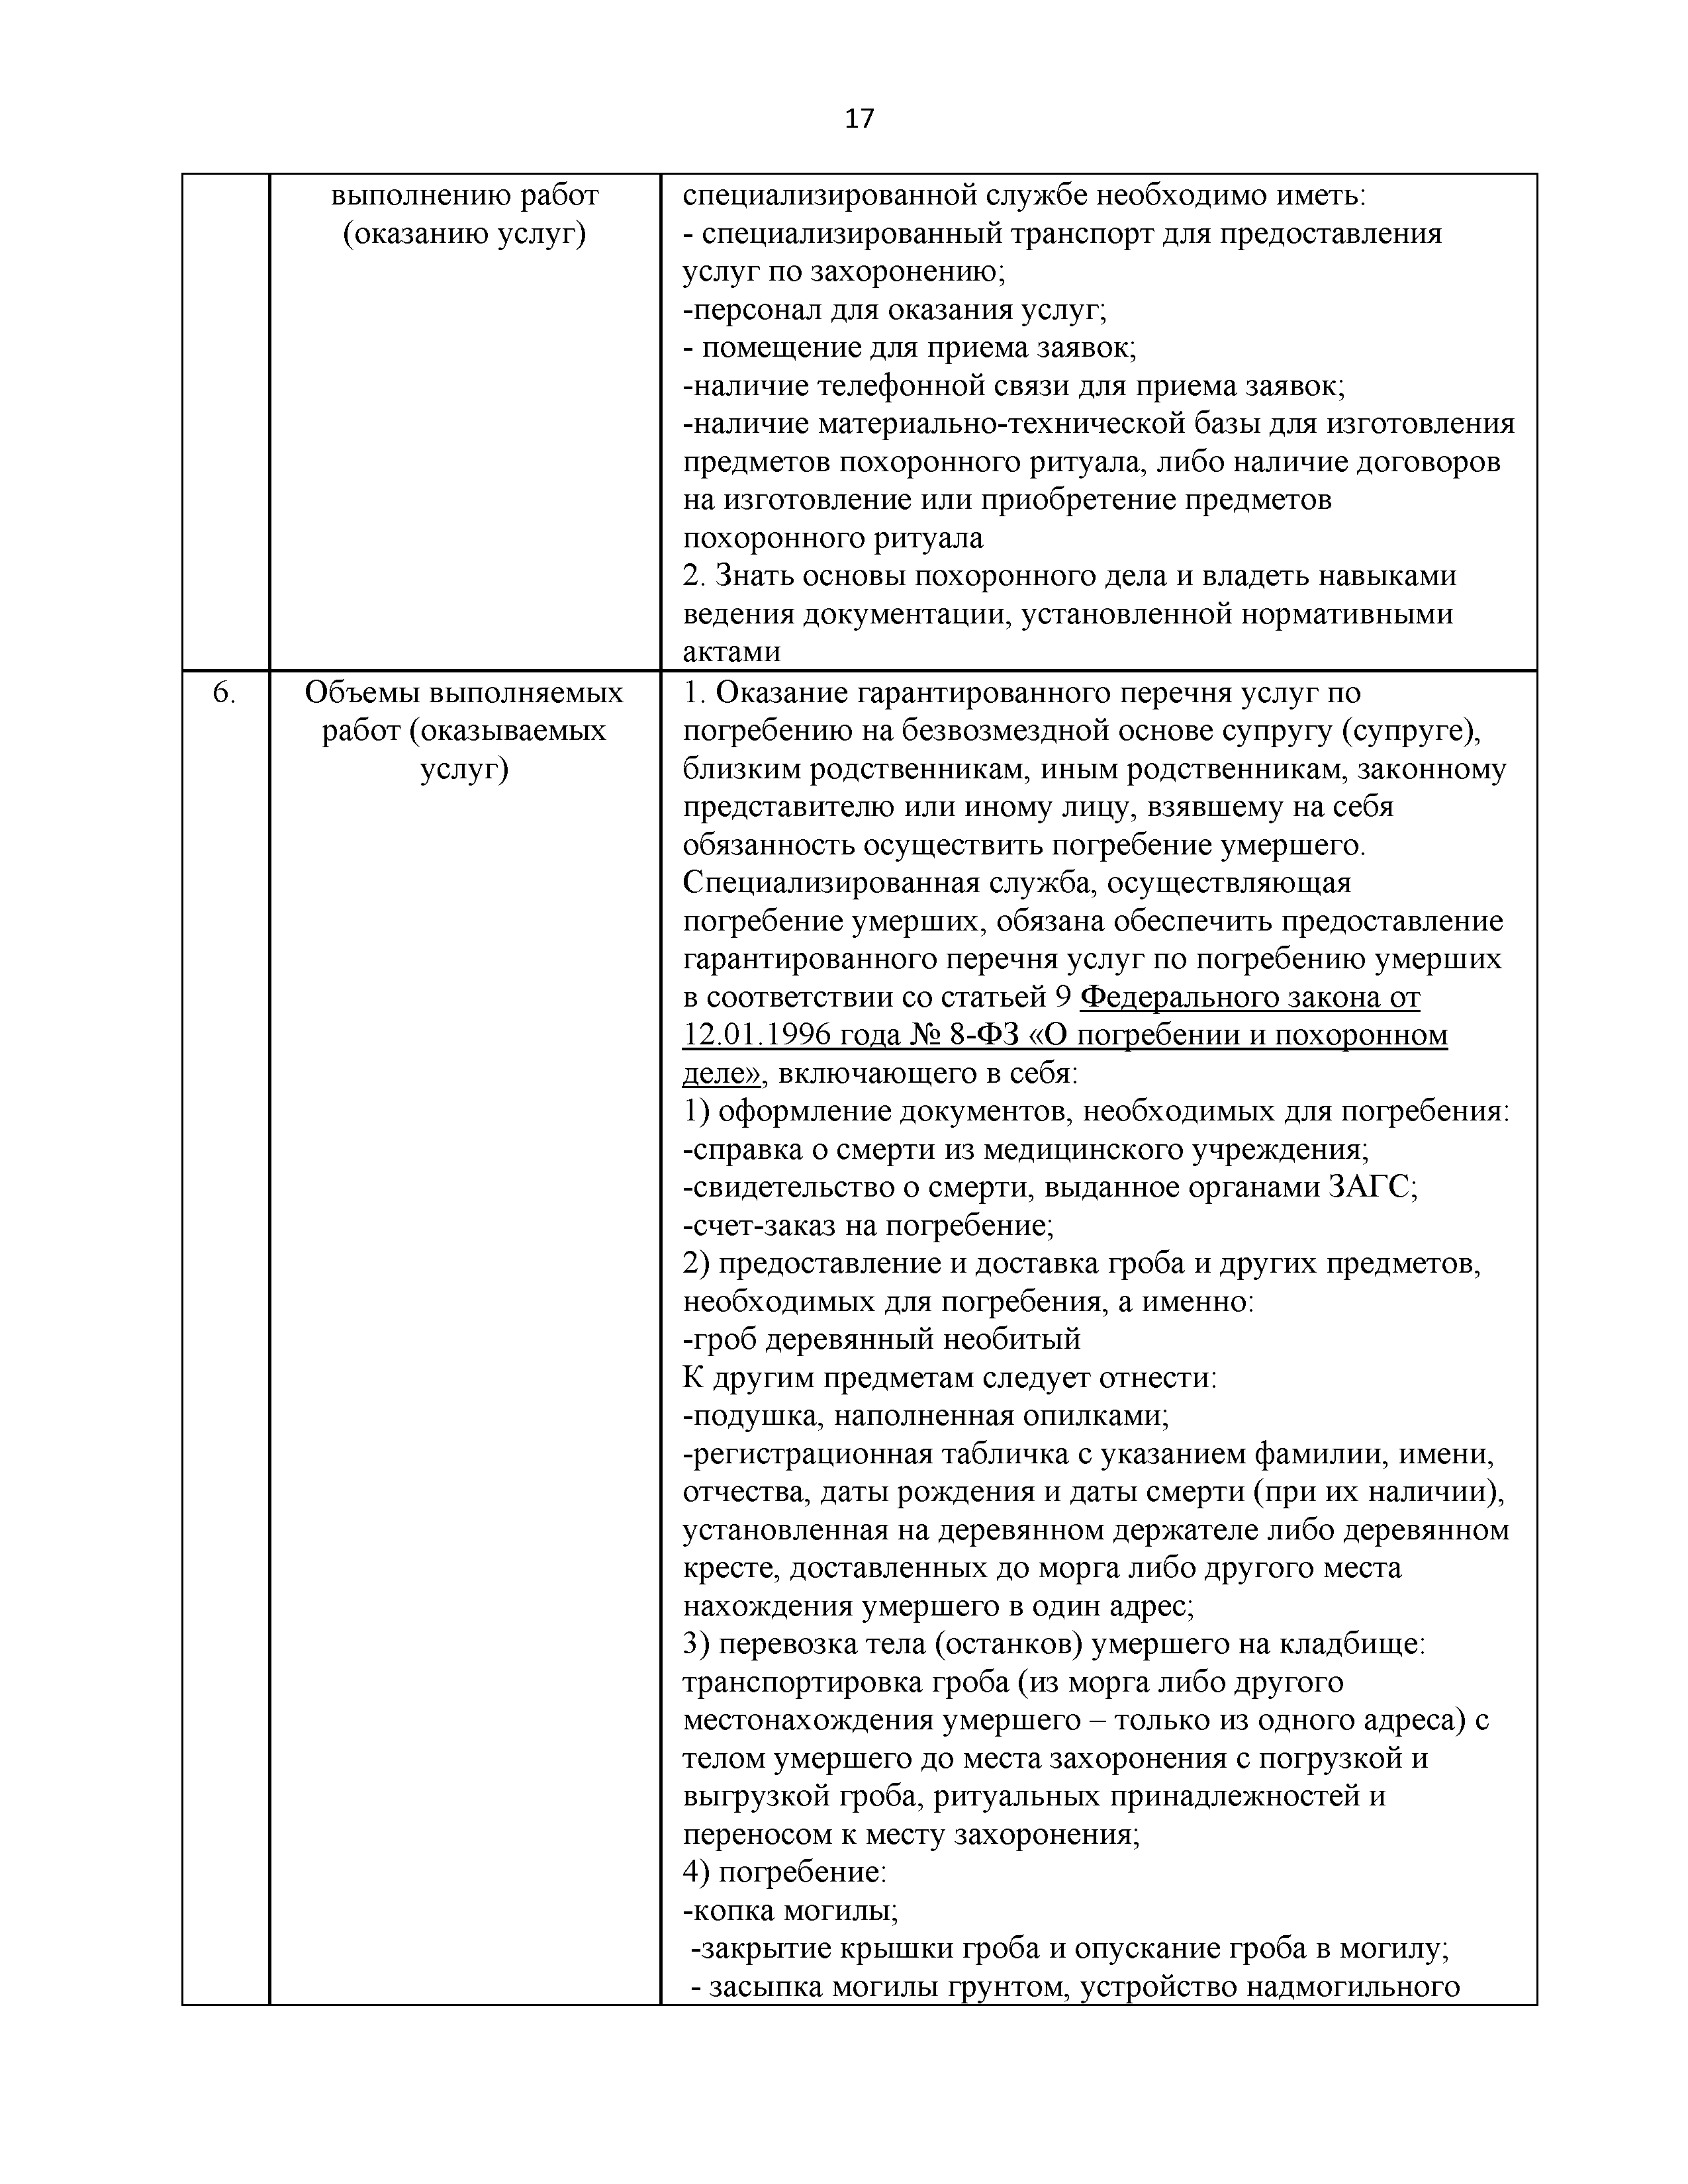 17
выполнению работ
(оказанию услуг)
специализированной службе необходимо иметь:
- специализированный транспорт для предоставления
услуг по захоронению;
-персонал для оказания услуг;
- помещение для приема заявок;
-наличие телефонной связи для приема заявок;
-наличие материально-технической базы для изготовления
предметов похоронного ритуала, либо наличие договоров
на изготовление или приобретение предметов
похоронного ритуала
2. Знать основы похоронного дела и владеть навыками
ведения документации, установленной нормативными
актами
6.
Объемы выполняемых
работ (оказываемых
услуг)
1. Оказание гарантированного перечня услуг по
погребению на безвозмездной основе супругу (супруге),
близким родственникам, иным родственникам, законному
представителю или иному лицу, взявшему на себя
обязанность осуществить погребение умершего.
Специализированная служба, осуществляющая
погребение умерших, обязана обеспечить предоставление
гарантированного перечня услуг по погребению умерших
в соответствии со статьей 9 Федерального закона от
12.01.1996 года № 8-ФЗ «О погребении и похоронном
деле», включающего в себя:
1) оформление документов, необходимых для погребения:
-справка о смерти из медицинского учреждения;
-свидетельство о смерти, выданное органами ЗАГС;
-счет-заказ на погребение;
2) предоставление и доставка гроба и других предметов,
необходимых для погребения, а именно:
-гроб деревянный необитый
К другим предметам следует отнести:
-подушка, наполненная опилками;
-регистрационная табличка с указанием фамилии, имени,
отчества, даты рождения и даты смерти (при их наличии),
установленная на деревянном держателе либо деревянном
кресте, доставленных до морга либо другого места
нахождения умершего в один адрес;
3) перевозка тела (останков) умершего на кладбище:
транспортировка гроба (из морга либо другого
местонахождения умершего – только из одного адреса) с
телом умершего до места захоронения с погрузкой и
выгрузкой гроба, ритуальных принадлежностей и
переносом к месту захоронения;
4) погребение:
-копка могилы;
-закрытие крышки гроба и опускание гроба в могилу;
- засыпка могилы грунтом, устройство надмогильного